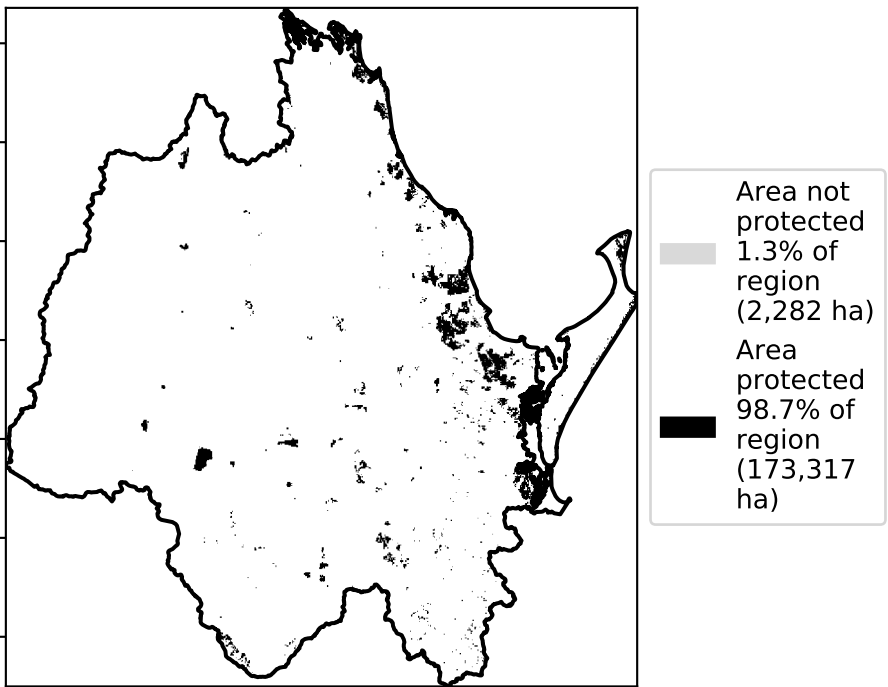 Area not
protected
1.3% of
region
(2,282 ha)
Area
protected
98.7% of
region
(173,317
ha)